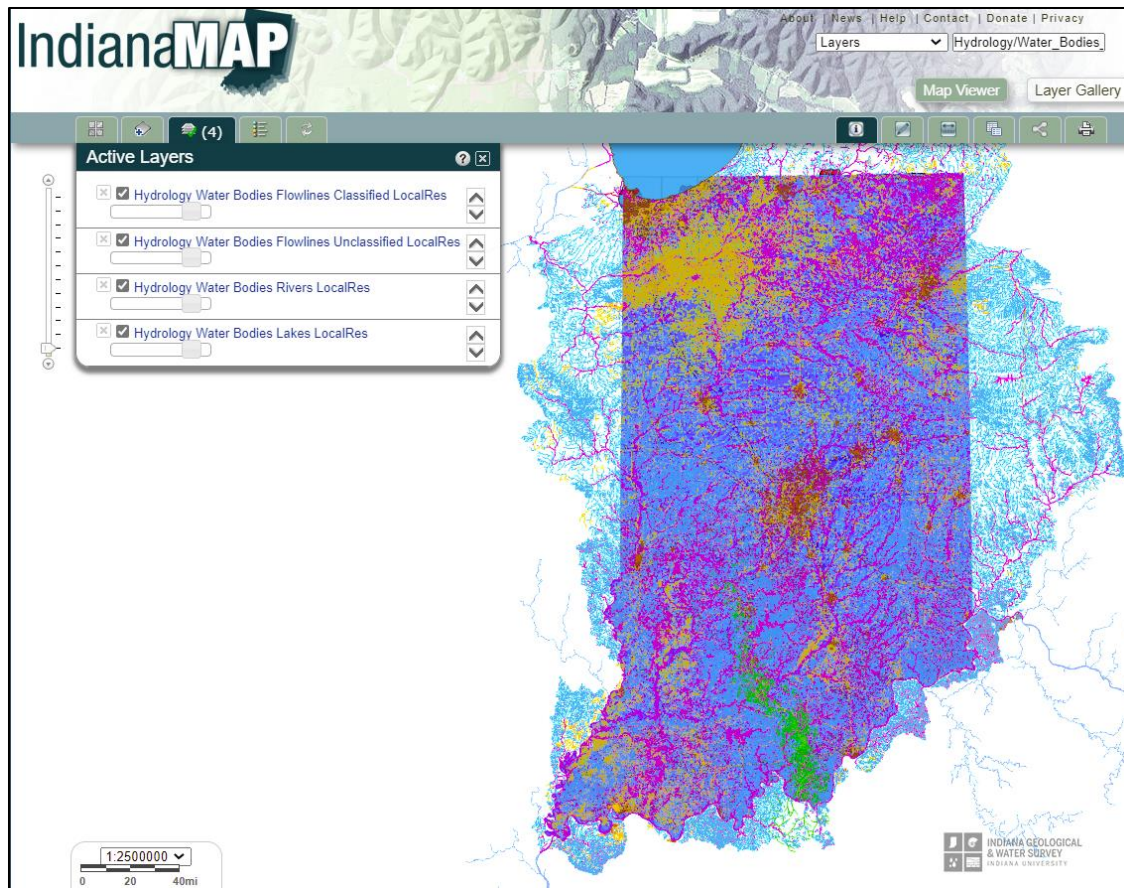 About | News | Help | Contact | Donate | Privacy
IndianaMAP
Layers
Hydrology/Water_Bodies_
Map Viewer
Layer Gallery
(4)
Active Layers
Hydrology Water Bodies Flowlines Classified LocalRes
Hydrology Water Bodies Flowlines Unclassified LocalRes
Hydrology Water Bodies Rivers LocalRes
Hydrology Water Bodies Lakes LocalRes
1:2500000
0 20 40mi
INDIANA GEOLOGICAL
& WATER SURVEY
INDIANA UNIVERSITY